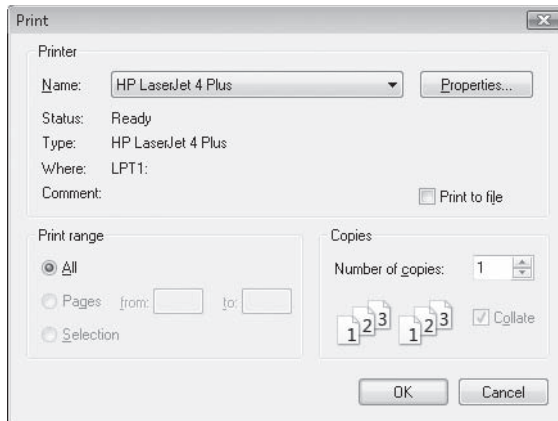 Print
Printer
Name: HP LaserJet 4 Plus Properties...
Status: Ready
Type: HP LaserJet 4 Plus
Where: LPT1:
Comment: Print to file
Print range
All
Pages from: to:
Selection
Copies
Number of copies: 1
1 2 3 1 2 3 Collate
OK Cancel